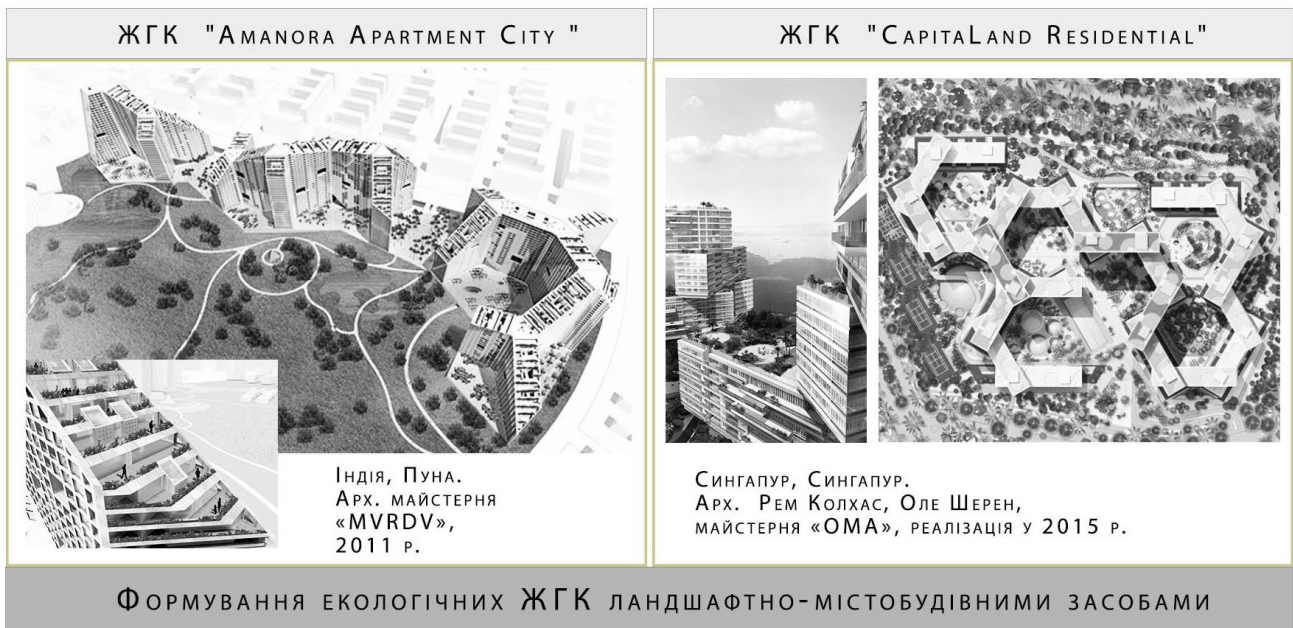 ЖГК "Amanora Apartment City "
ЖГК "CapitaLand Residential"
Індія, Пуна.
Арх. майстерня
«MVRDV»,
2011 р.
Сингапур, Сингапур.
Арх. Рем Колхас, Оле Шерен,
майстерня «ОМА», реалізація у 2015 р.
Формування екологічних ЖГК ландшафтно-містобудівними засобами